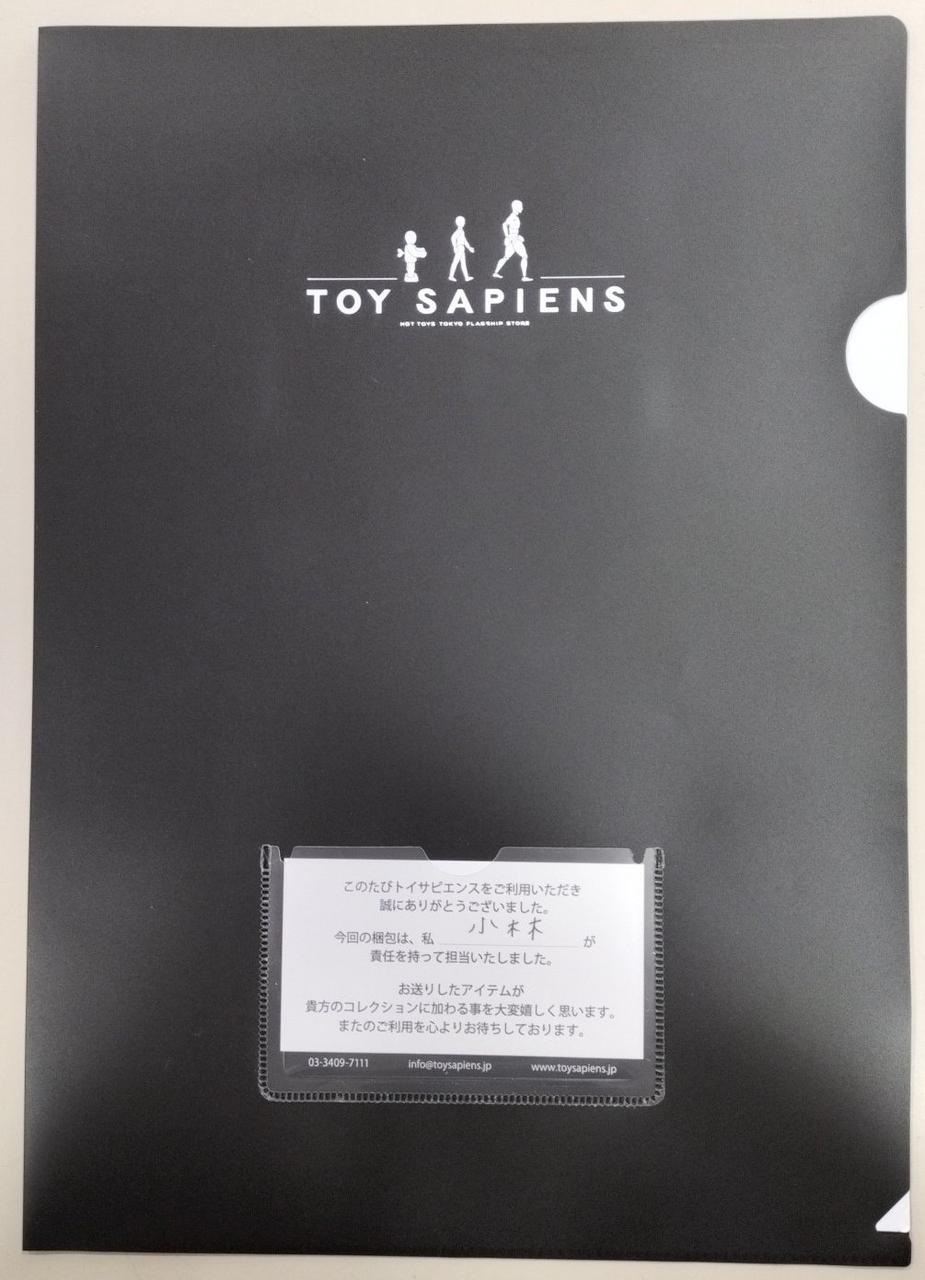 TOY SAPIENS
HOT TOYS TOKYO FLAGSHIP STORE
このたびトイサピエンスをご利用いただき
誠にありがとうございました。
今回の梱包は、私 小林 が
責任を持って担当いたしました。
お送りしたアイテムが
貴方のコレクションに加わる事を大変嬉しく思います。
またのご利用を心よりお待ちしております。
03-3409-7111 info@toysapiens.jp www.toysapiens.jp